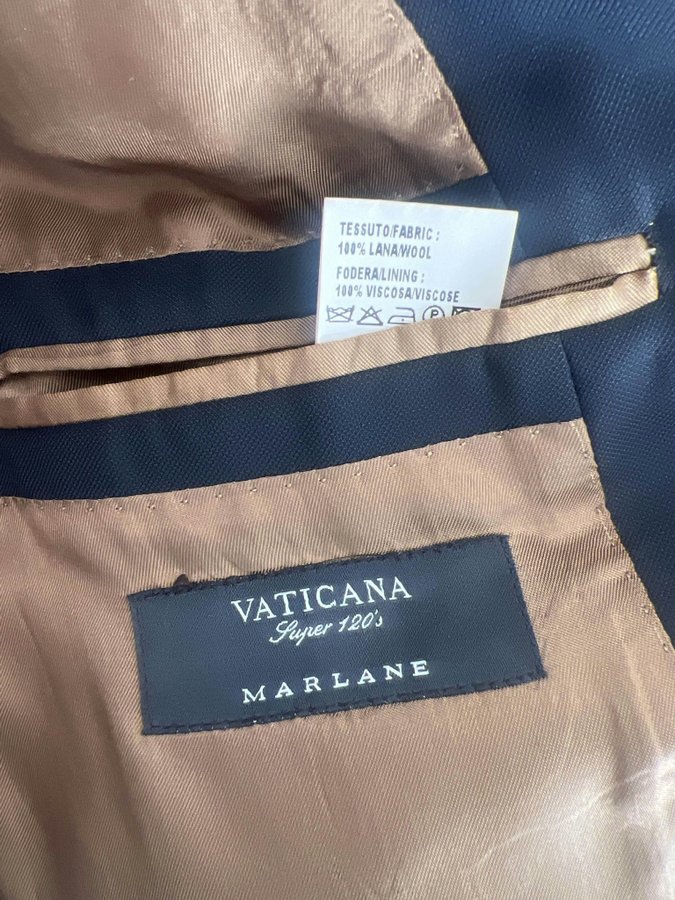 TESSUTO/FABRIC :
100% LANA/WOOL
FODERA/LINING :
100% VISCOSA/VISCOSE
P
VATICANA
Super 120's
MARLANE